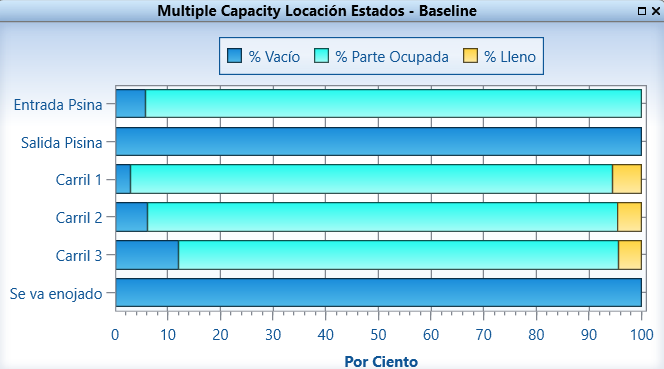 Multiple Capacity Locación Estados - Baseline
% Vacío % Parte Ocupada % Lleno
Entrada Psina
Salida Pisina
Carril 1
Carril 2
Carril 3
Se va enojado
0 10 20 30 40 50 60 70 80 90 100
Por Ciento